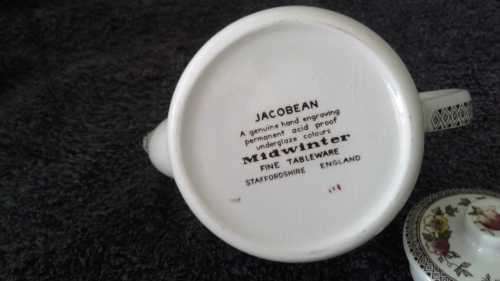 JACOBEAN
A genuine hand engraving
permanent acid proof
underglaze colours
Midwinter
FINE TABLEWARE
STAFFORDSHIRE ENGLAND